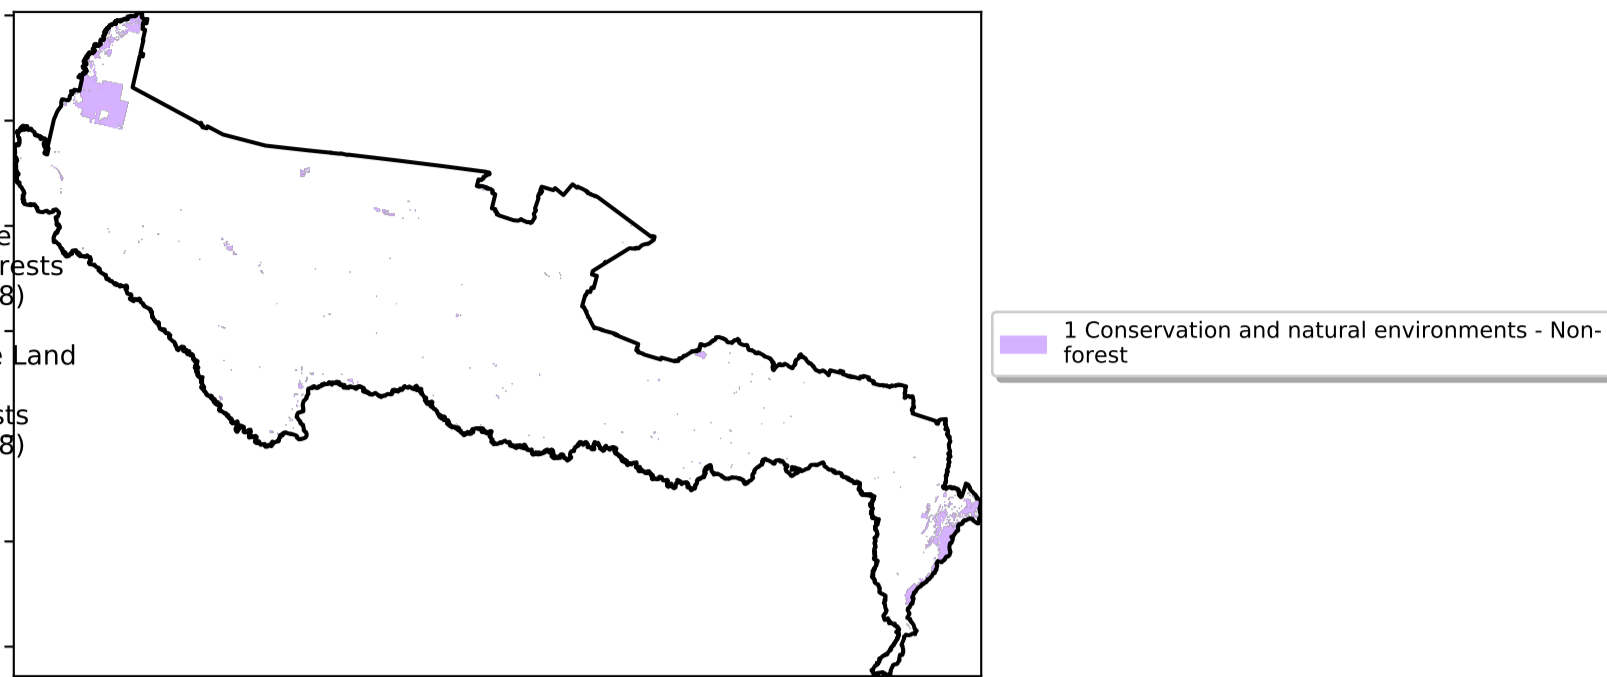 e
rests
8)
e Land
sts
8)
1 Conservation and natural environments - Non-
forest